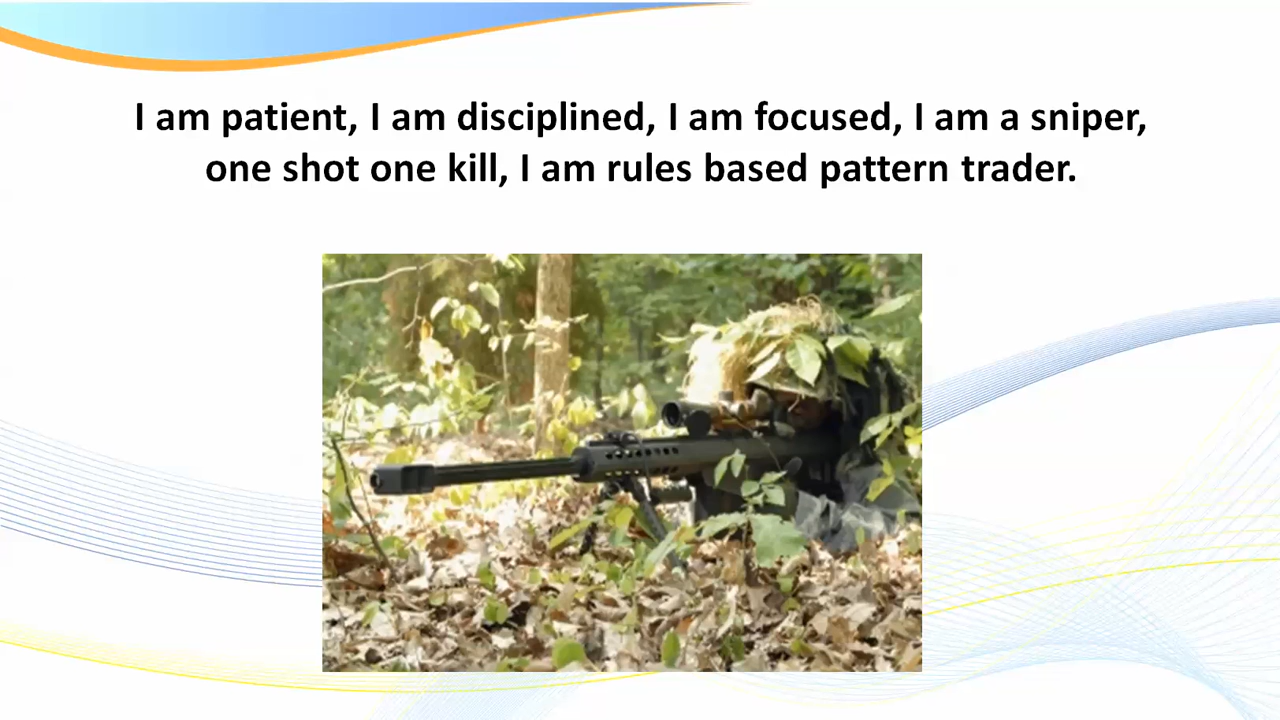 I am patient, I am disciplined, I am focused, I am a sniper,
one shot one kill, I am rules based pattern trader.